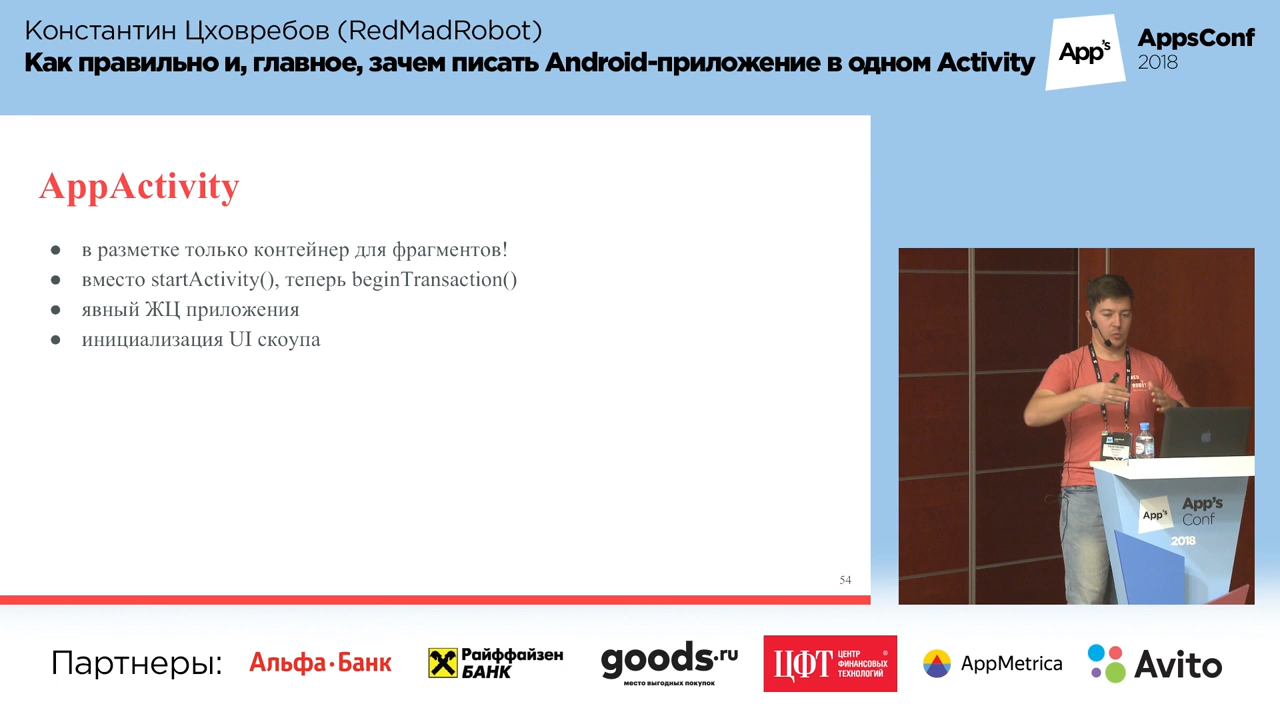 Константин Цховребов (RedMadRobot)
Как правильно и, главное, зачем писать Android-приложение в одном Activity
App's
AppsConf
2018
AppActivity
● в разметке только контейнер для фрагментов!
● вместо startActivity(), теперь beginTransaction()
● явный ЖЦ приложения
● инициализация UI скоупа
54
App's
App's
Conf
2018
Партнеры:
Альфа·Банк
Райффайзен
БАНК
goods.ru
место выгодных покупок
ЦФТ
ЦЕНТР
ФИНАНСОВЫХ
ТЕХНОЛОГИЙ
®
AppMetrica
Avito